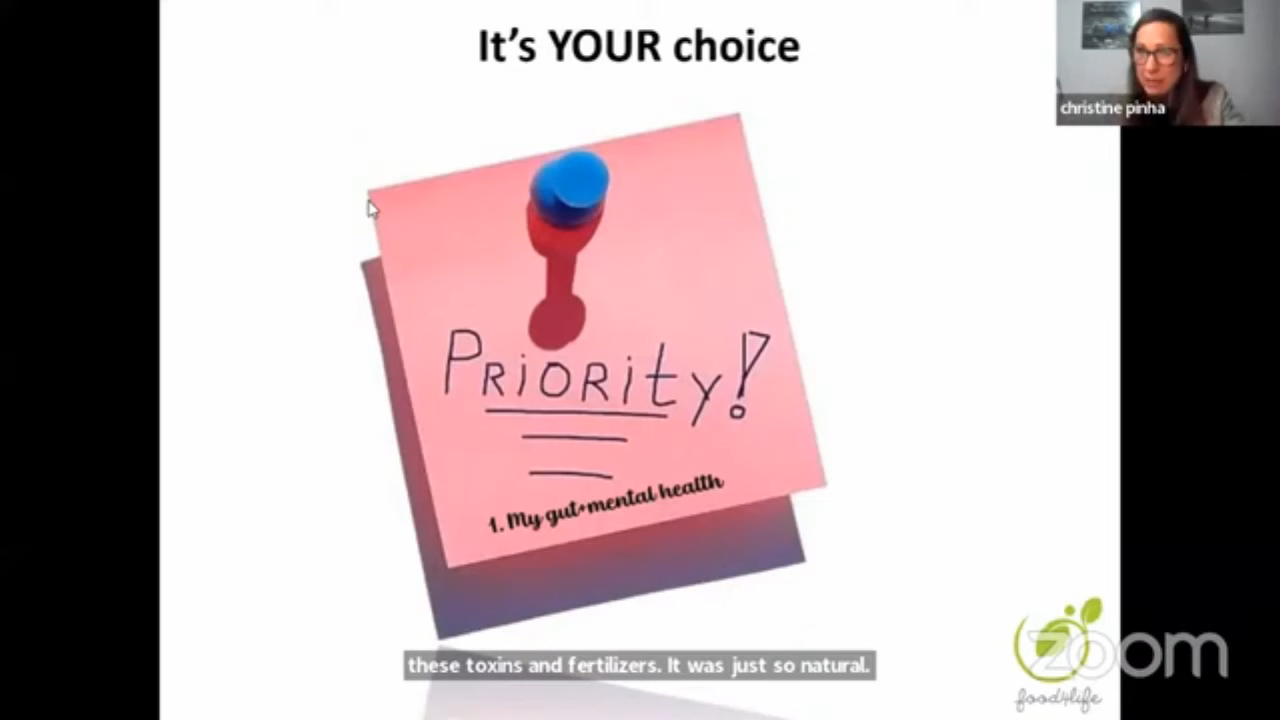 It's YOUR choice
christine pinha
PRiORity!
1. My gut+mental health
these toxins and fertilizers. It was just so natural.
zoom
food4life